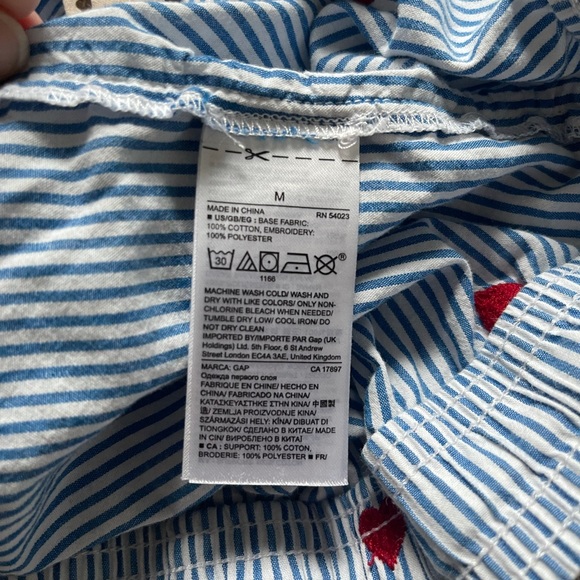 M
MADE IN CHINA RN 54023
■ US/GB/EG : BASE FABRIC:
100% COTTON, EMBROIDERY:
100% POLYESTER
30
1166
MACHINE WASH COLD/ WASH AND
DRY WITH LIKE COLORS/ ONLY NON-
CHLORINE BLEACH WHEN NEEDED/
TUMBLE DRY LOW/ COOL IRON/ DO
NOT DRY CLEAN
IMPORTED BY/IMPORTE PAR Gap (UK
Holdings) Ltd. 5th Floor, 6 St Andrew
Street London EC4A 3AE, United Kingdom
MARCA: GAP CA 17897
Одежда первого слоя
FABRIQUE EN CHINE/ HECHO EN
CHINA/ FABRICADO NA CHINA/
ΚΑΤΑΣΚΕΥΑΣΤΗΚΕ ΣΤΗΝ ΚΙΝΑ/ 中國製
造/ ZEMLJA PROIZVODNJE KINA/
SZÁRMAZÁSI HELY: KÍNA/ DIBUAT DI
TIONGKOK/ СДЕЛАНО В КИТАЕ/ MADE
IN CIN/ ВИРОБЛЕНО В КИТАЇ
■ CA : SUPPORT: 100% COTON,
BRODERIE: 100% POLYESTER ■ FR/